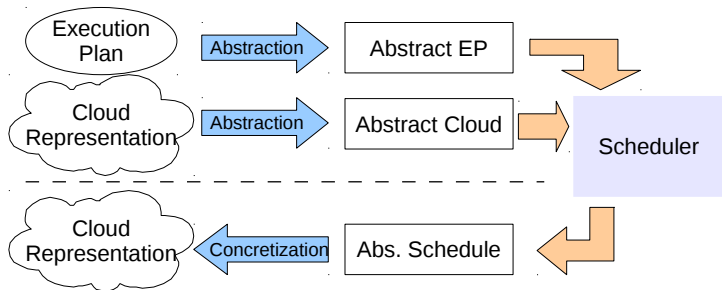 Execution
Plan
Abstraction
Abstract EP
Cloud
Representation
Abstraction
Abstract Cloud
Scheduler
Cloud
Representation
Concretization
Abs. Schedule